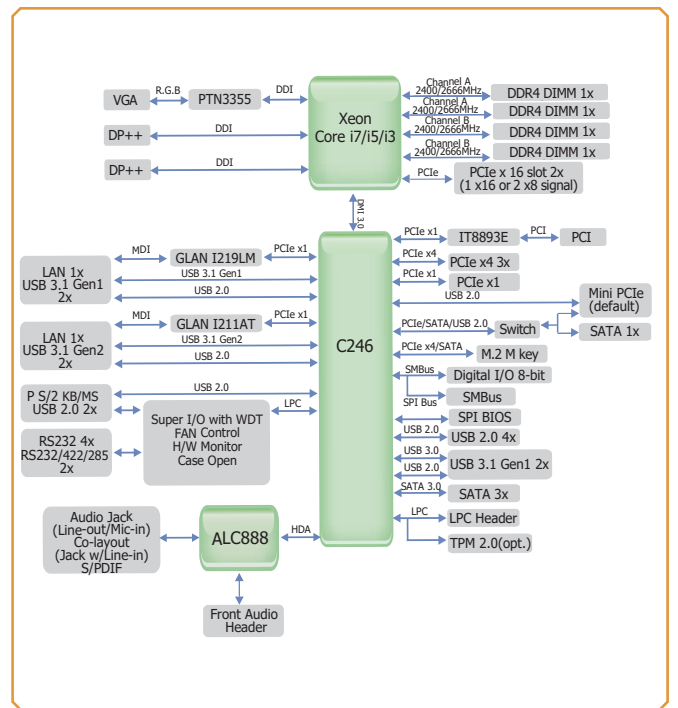 VGA
R.G.B
PTN3355
DDI
DP++
DDI
DP++
DDI
Xeon
Core i7/i5/i3
Channel A
2400/2666MHz
DDR4 DIMM 1x
Channel A
2400/2666MHz
DDR4 DIMM 1x
Channel B
2400/2666MHz
DDR4 DIMM 1x
Channel B
2400/2666MHz
DDR4 DIMM 1x
PCIe
PCIe x 16 slot 2x
(1 x16 or 2 x8 signal)
DMI 3.0
LAN 1x
USB 3.1 Gen1
2x
MDI
GLAN I219LM
PCIe x1
USB 3.1 Gen1
USB 2.0
LAN 1x
USB 3.1 Gen2
2x
MDI
GLAN I211AT
PCIe x1
USB 3.1 Gen2
USB 2.0
P S/2 KB/MS
USB 2.0 2x
USB 2.0
RS232 4x
RS232/422/285
2x
Super I/O with WDT
FAN Control
H/W Monitor
Case Open
LPC
Audio Jack
(Line-out/Mic-in)
Co-layout
(Jack w/Line-in)
S/PDIF
ALC888
HDA
Front Audio
Header
C246
PCIe x1
IT8893E
PCI
PCI
PCIe x4
PCIe x4 3x
PCIe x1
PCIe x1
USB 2.0
Mini PCIe
(default)
PCIe/SATA/USB 2.0
Switch
SATA 1x
PCIe x4/SATA
M.2 M key
SMBus
Digital I/O 8-bit
SMBus
SPI Bus
SPI BIOS
USB 2.0
USB 2.0 4x
USB 3.0
USB 3.1 Gen1 2x
USB 2.0
SATA 3.0
SATA 3x
LPC
LPC Header
TPM 2.0(opt.)